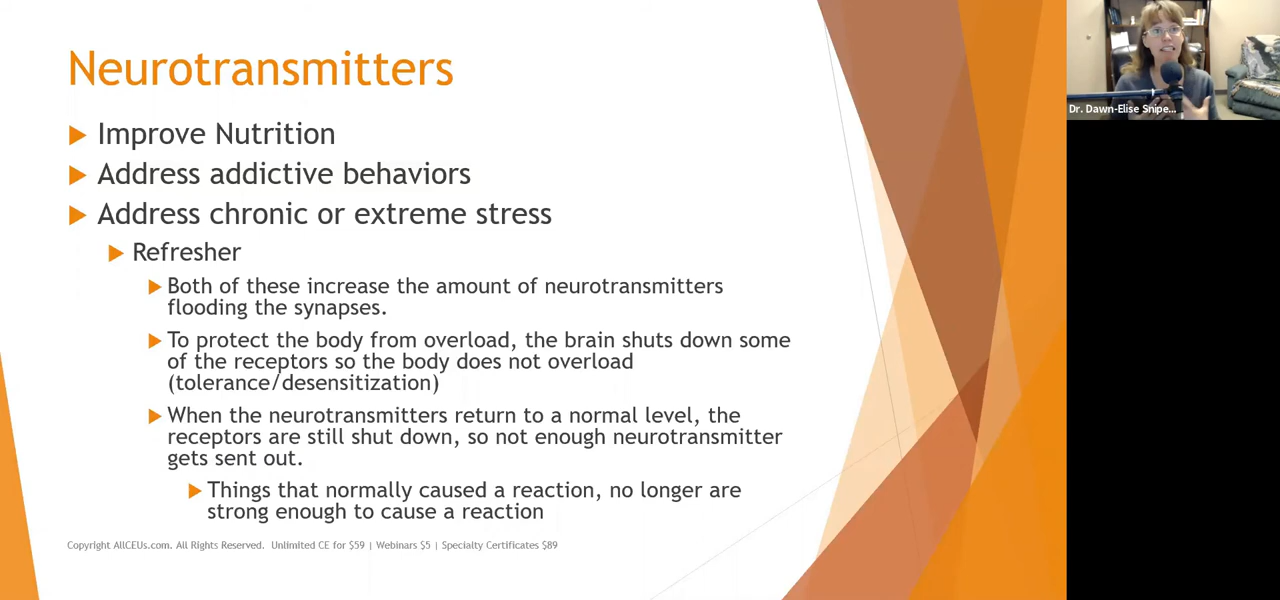 Neurotransmitters
Improve Nutrition
Address addictive behaviors
Address chronic or extreme stress
Refresher
Both of these increase the amount of neurotransmitters
flooding the synapses.
To protect the body from overload, the brain shuts down some
of the receptors so the body does not overload
(tolerance/desensitization)
When the neurotransmitters return to a normal level, the
receptors are still shut down, so not enough neurotransmitter
gets sent out.
Things that normally caused a reaction, no longer are
strong enough to cause a reaction
Copyright AllCEUs.com. All Rights Reserved. Unlimited CE for $59 | Webinars $5 | Specialty Certificates $89
Dr. Dawn-Elise Snipe...